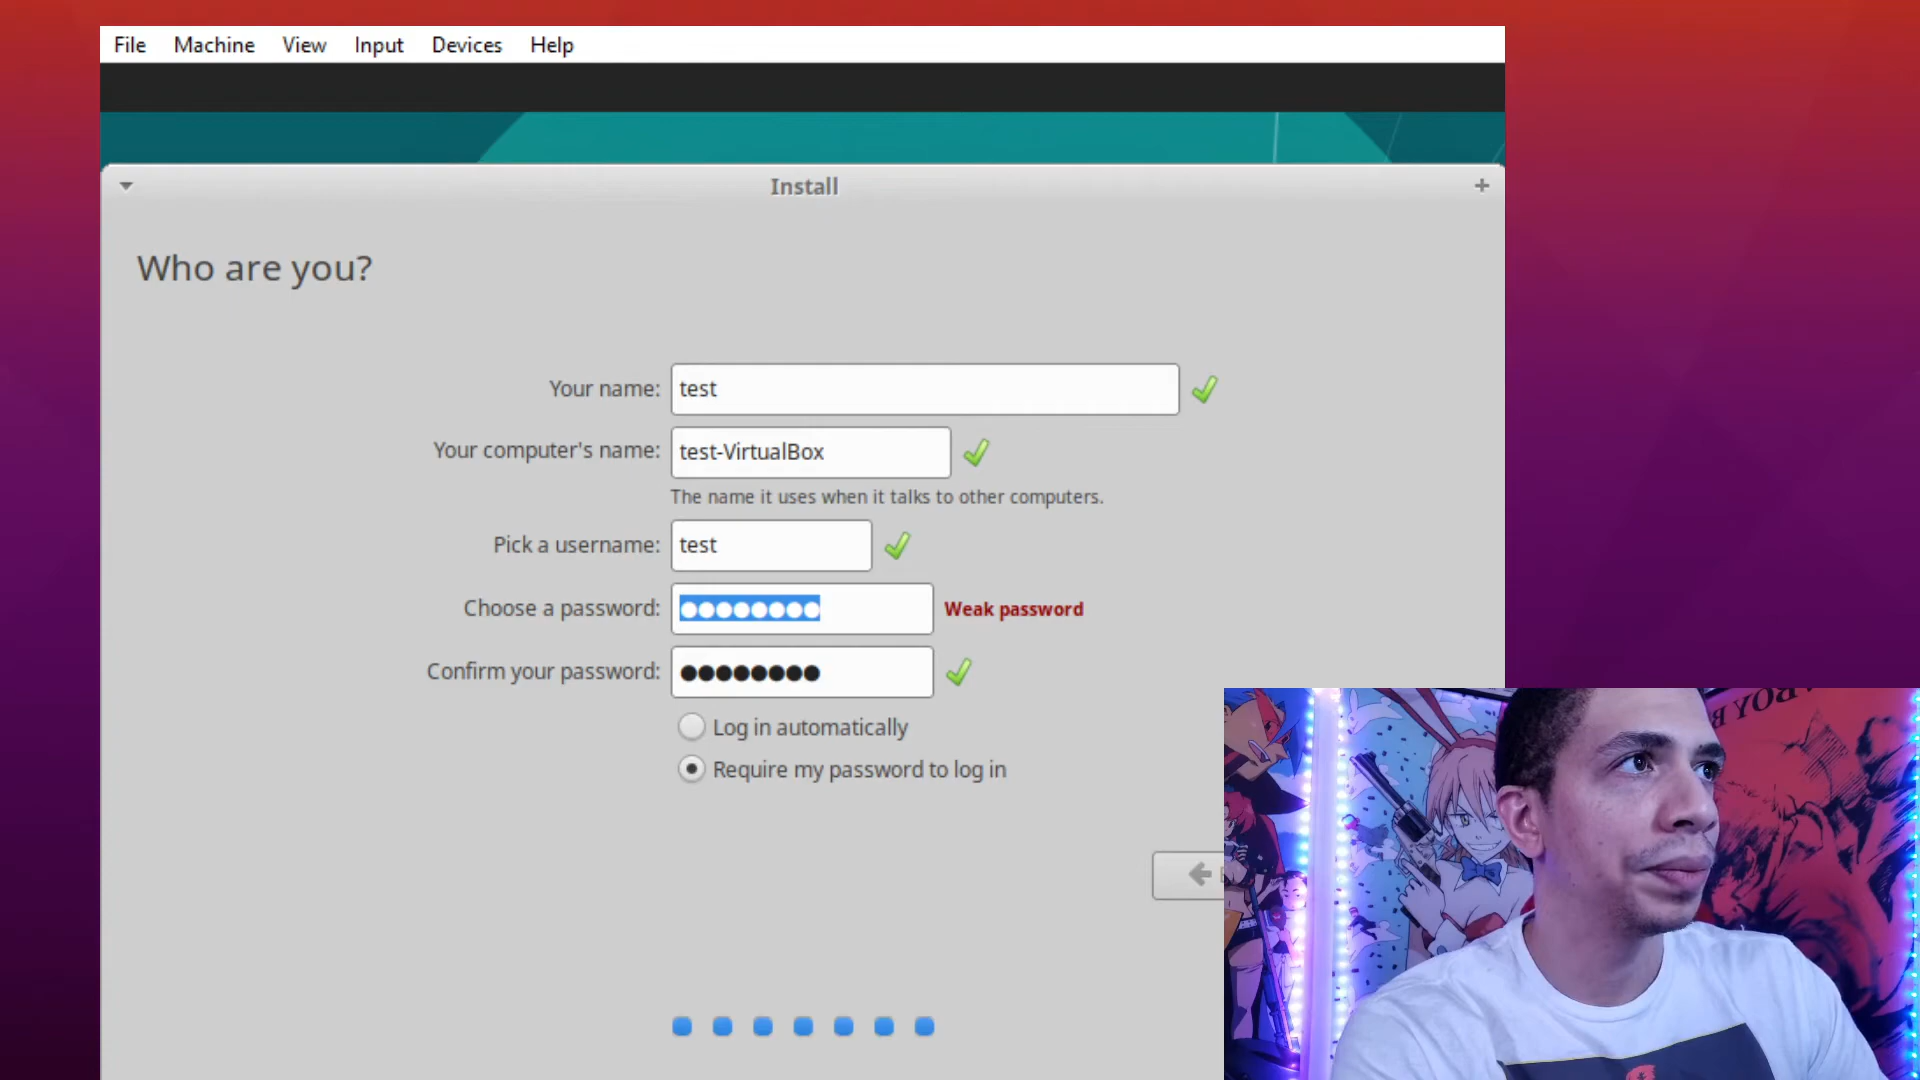 File Machine View Input Devices Help
Install
Who are you?
Your name: test
Your computer's name: test-VirtualBox
The name it uses when it talks to other computers.
Pick a username: test
Choose a password: ●●●●●●●● Weak password
Confirm your password: ●●●●●●●●
Log in automatically
Require my password to log in